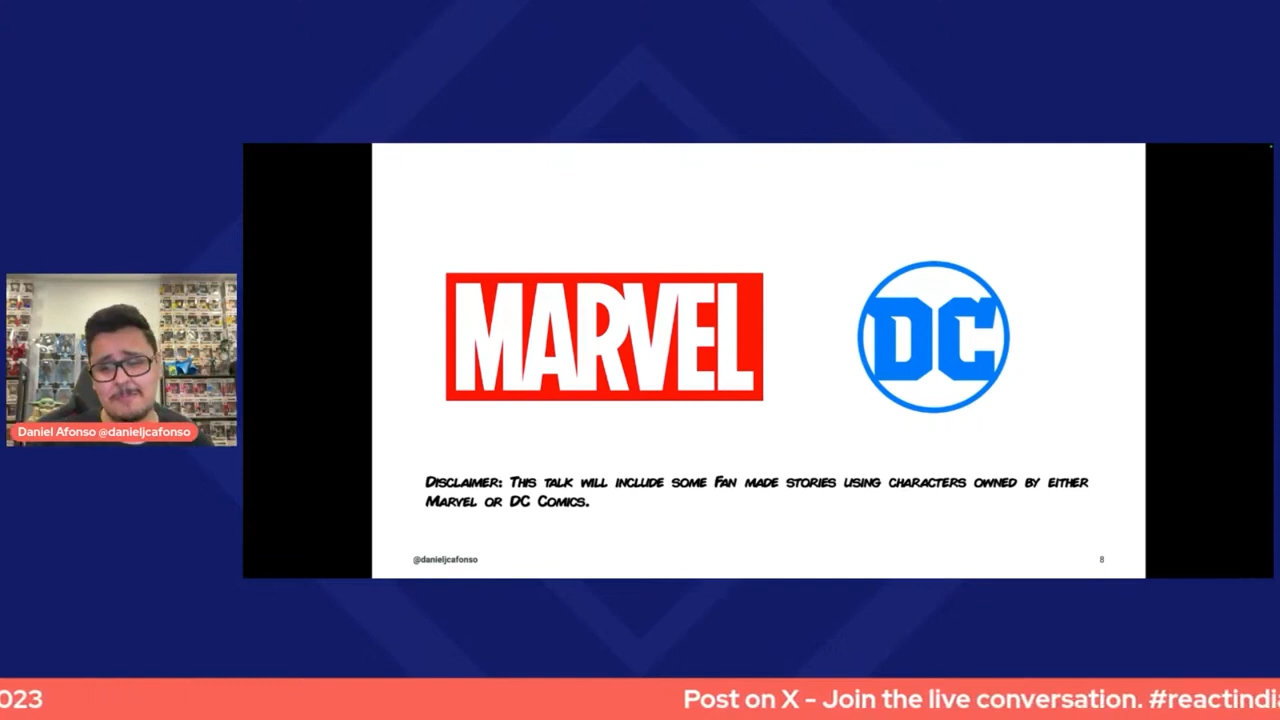 MARVEL
DC
Daniel Afonso @danieljcafonso
Disclaimer: This talk will include some Fan made stories using characters owned by either
Marvel or DC Comics.
@danieljcafonso
8
023
Post on X - Join the live conversation. #reactindi